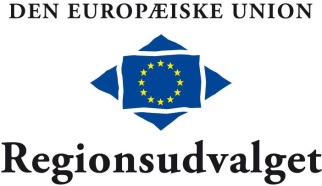 DEN EUROPÆISKE UNION
Regionsudvalget